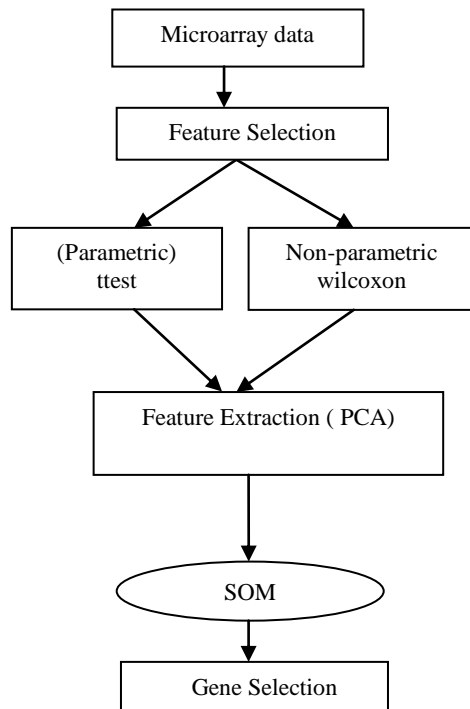 Microarray data
Feature Selection
(Parametric)
ttest
Non-parametric
wilcoxon
Feature Extraction ( PCA)
SOM
Gene Selection